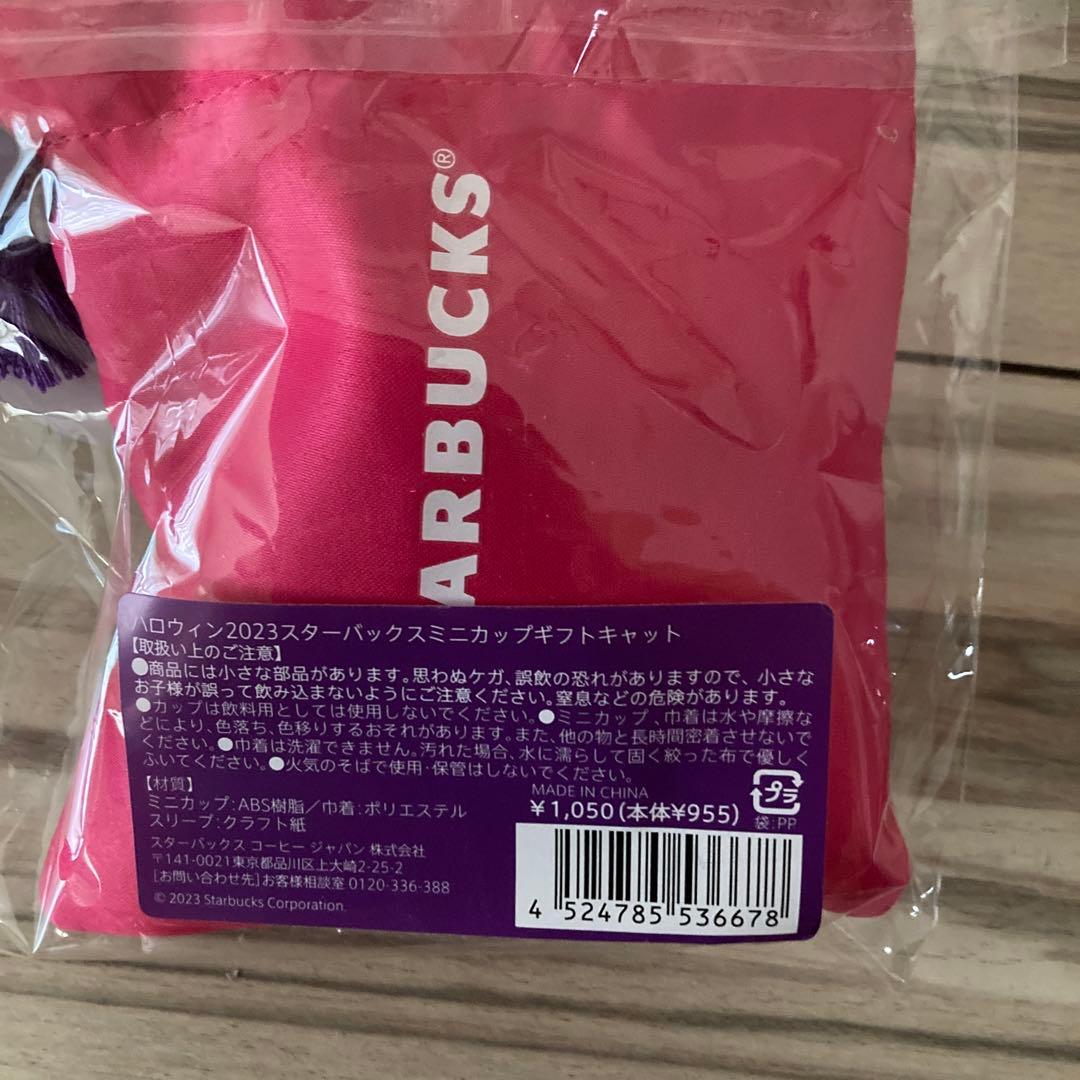 ARBUCKS®
ハロウィン2023スターバックスミニカップギフトキャット
【取扱い上のご注意】
●商品には小さな部品があります。思わぬケガ、誤飲の恐れがありますので、小さな
お子様が誤って飲み込まないようにご注意ください。窒息などの危険があります。
●カップは飲料用としては使用しないでください。●ミニカップ、巾着は水や摩擦な
どにより、色落ち、色移りするおそれがあります。また、他の物と長時間密着させないで
ください。●巾着は洗濯できません。汚れた場合、水に濡らして固く絞った布で優しく
ふいてください。●火気のそばで使用・保管はしないでください。
【材質】
ミニカップ:ABS樹脂/巾着:ポリエステル
スリーブ:クラフト紙
スターバックス コーヒー ジャパン 株式会社
〒141-0021東京都品川区上大崎2-25-2
[お問い合わせ先]お客様相談室 0120-336-388
© 2023 Starbucks Corporation.
MADE IN CHINA
¥1,050(本体¥955)
プラ
袋:PP
4 524785 536678